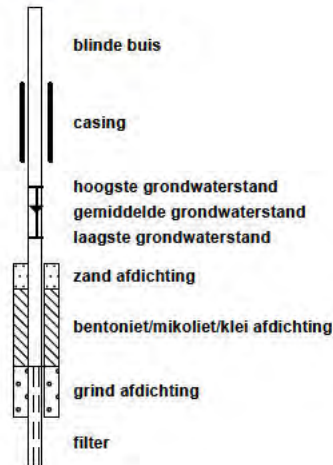 blinde buis
casing
hoogste grondwaterstand
gemiddelde grondwaterstand
laagste grondwaterstand
zand afdichting
bentoniet/mikoliet/klei afdichting
grind afdichting
filter